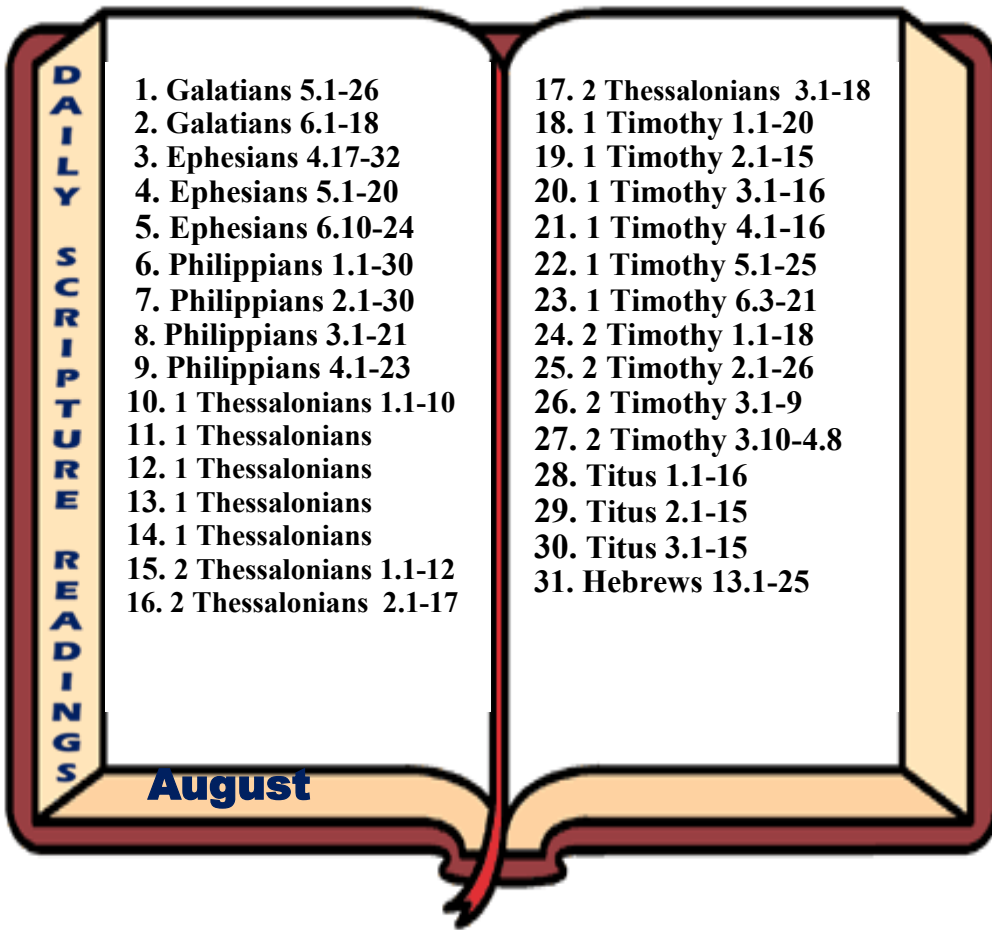 DAILY SCRIPTURE READINGS
1. Galatians 5.1-26
2. Galatians 6.1-18
3. Ephesians 4.17-32
4. Ephesians 5.1-20
5. Ephesians 6.10-24
6. Philippians 1.1-30
7. Philippians 2.1-30
8. Philippians 3.1-21
9. Philippians 4.1-23
10. 1 Thessalonians 1.1-10
11. 1 Thessalonians
12. 1 Thessalonians
13. 1 Thessalonians
14. 1 Thessalonians
15. 2 Thessalonians 1.1-12
16. 2 Thessalonians 2.1-17
17. 2 Thessalonians 3.1-18
18. 1 Timothy 1.1-20
19. 1 Timothy 2.1-15
20. 1 Timothy 3.1-16
21. 1 Timothy 4.1-16
22. 1 Timothy 5.1-25
23. 1 Timothy 6.3-21
24. 2 Timothy 1.1-18
25. 2 Timothy 2.1-26
26. 2 Timothy 3.1-9
27. 2 Timothy 3.10-4.8
28. Titus 1.1-16
29. Titus 2.1-15
30. Titus 3.1-15
31. Hebrews 13.1-25
August